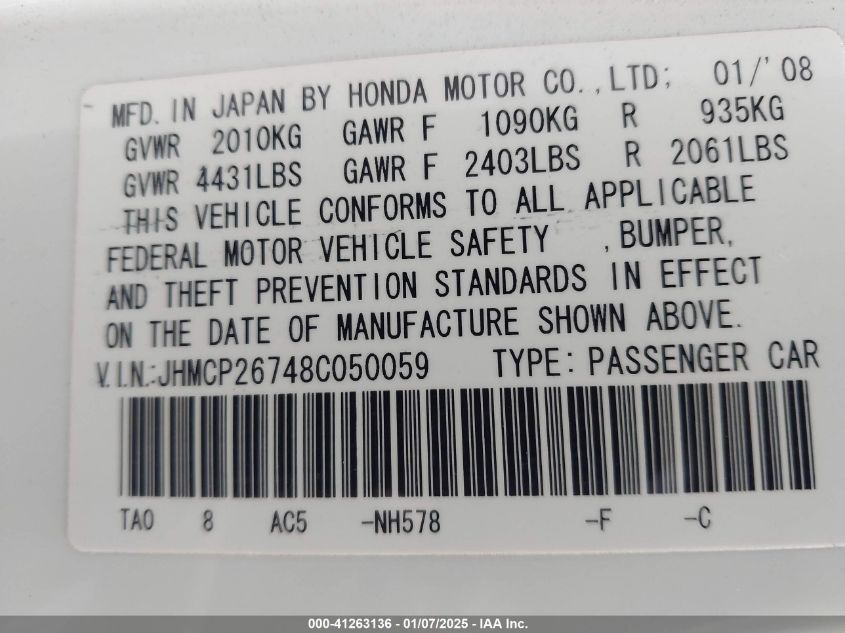 MFD. IN JAPAN BY HONDA MOTOR CO.,LTD; 01/'08
GVWR 2010KG GAWR F 1090KG R 935KG
GVWR 4431LBS GAWR F 2403LBS R 2061LBS
THIS VEHICLE CONFORMS TO ALL APPLICABLE
FEDERAL MOTOR VEHICLE SAFETY , BUMPER,
AND THEFT PREVENTION STANDARDS IN EFFECT
ON THE DATE OF MANUFACTURE SHOWN ABOVE.
V.I.N.:JHMCP26748C050059 TYPE: PASSENGER CAR
TA0 8 AC5 -NH578 -F -C
000-41263136 - 01/07/2025 - IAA Inc.